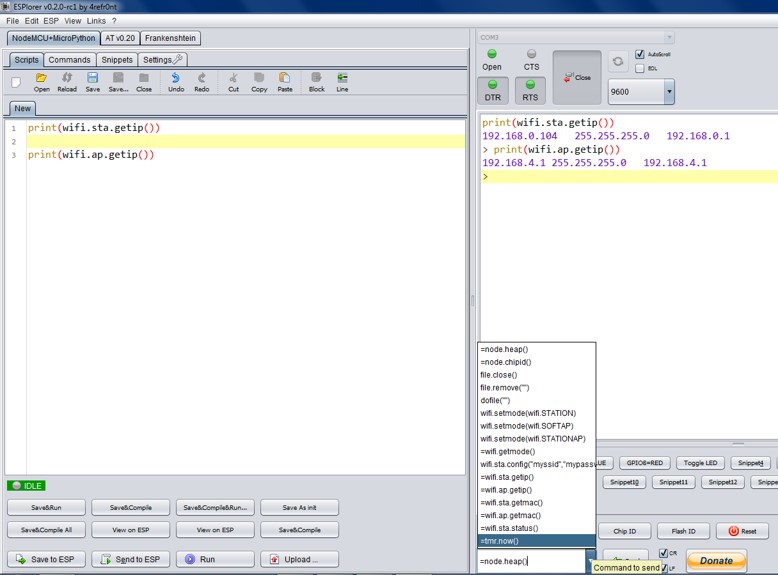 ESPlorer v0.2.0-rc1 by 4refr0nt
File Edit ESP View Links ?
NodeMCU+MicroPython AT v0.20 Frankenshtein
Scripts Commands Snippets Settings
Open Reload Save Save... Close Undo Redo Cut Copy Paste Block Line
New
1 print(wifi.sta.getip())
2
3 print(wifi.ap.getip())
IDLE
Save&Run Save&Compile Save&Compile&Run... Save As init
Save&Compile All View on ESP View on ESP Save&Compile
Save to ESP Send to ESP Run Upload ...
COM3
Open CTS Close AutoScroll
EOL
DTR RTS 9600
print(wifi.sta.getip())
192.168.0.104 255.255.255.0 192.168.0.1
> print(wifi.ap.getip())
192.168.4.1 255.255.255.0 192.168.4.1
>
=node.heap()
=node.chipid()
file.close()
file.remove("")
dofile("")
wifi.setmode(wifi.STATION)
wifi.setmode(wifi.SOFTAP)
wifi.setmode(wifi.STATIONAP)
=wifi.getmode()
wifi.sta.config("myssid","mypassw
=wifi.sta.getip()
=wifi.ap.getip()
=wifi.sta.getmac()
=wifi.ap.getmac()
=wifi.sta.status()
=tmr.now()
GPIO8=RED Toggle LED Snippet4
Snippet10 Snippet11 Snippet12
Chip ID Flash ID Reset
=node.heap()
CR
LF
Donate
Command to send